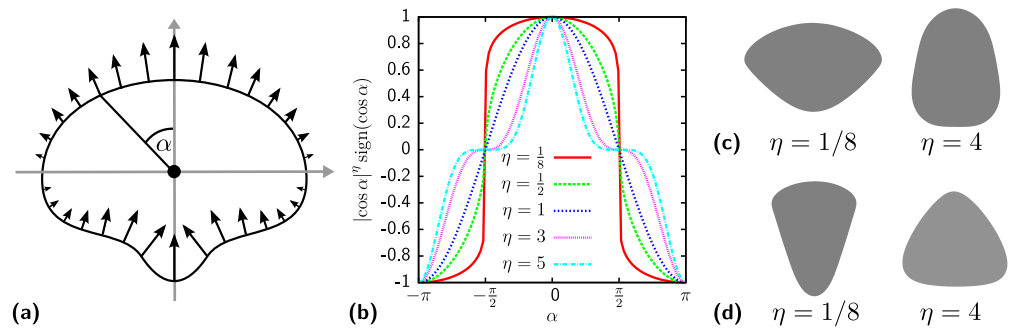 α
(a)
|cos α|^η sign(cos α)
1
0.8
0.6
0.4
0.2
0
-0.2
-0.4
-0.6
-0.8
-1
η = 1/8
η = 1/2
η = 1
η = 3
η = 5
−π
−π/2
0
π/2
π
α
(b)
(c)
η = 1/8
η = 4
(d)
η = 1/8
η = 4